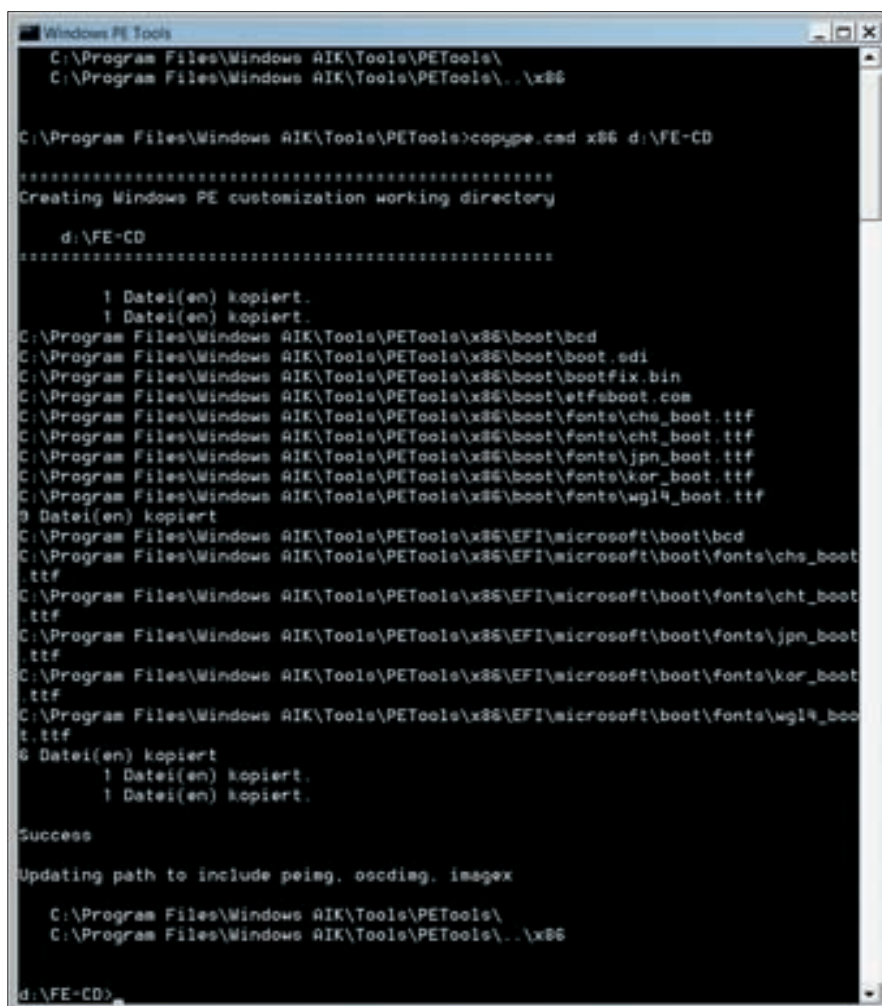 Windows PE Tools
C:\Program Files\Windows AIK\Tools\PETools\
C:\Program Files\Windows AIK\Tools\PETools\..\x86
C:\Program Files\Windows AIK\Tools\PETools>copype.cmd x86 d:\FE-CD
===================================================
Creating Windows PE customization working directory
d:\FE-CD
===================================================
1 Datei(en) kopiert.
1 Datei(en) kopiert.
C:\Program Files\Windows AIK\Tools\PETools\x86\boot\bcd
C:\Program Files\Windows AIK\Tools\PETools\x86\boot\boot.sdi
C:\Program Files\Windows AIK\Tools\PETools\x86\boot\bootfix.bin
C:\Program Files\Windows AIK\Tools\PETools\x86\boot\etfsboot.com
C:\Program Files\Windows AIK\Tools\PETools\x86\boot\fonts\chs_boot.ttf
C:\Program Files\Windows AIK\Tools\PETools\x86\boot\fonts\cht_boot.ttf
C:\Program Files\Windows AIK\Tools\PETools\x86\boot\fonts\jpn_boot.ttf
C:\Program Files\Windows AIK\Tools\PETools\x86\boot\fonts\kor_boot.ttf
C:\Program Files\Windows AIK\Tools\PETools\x86\boot\fonts\wgl4_boot.ttf
9 Datei(en) kopiert
C:\Program Files\Windows AIK\Tools\PETools\x86\EFI\microsoft\boot\bcd
C:\Program Files\Windows AIK\Tools\PETools\x86\EFI\microsoft\boot\fonts\chs_boot
.ttf
C:\Program Files\Windows AIK\Tools\PETools\x86\EFI\microsoft\boot\fonts\cht_boot
.ttf
C:\Program Files\Windows AIK\Tools\PETools\x86\EFI\microsoft\boot\fonts\jpn_boot
.ttf
C:\Program Files\Windows AIK\Tools\PETools\x86\EFI\microsoft\boot\fonts\kor_boot
.ttf
C:\Program Files\Windows AIK\Tools\PETools\x86\EFI\microsoft\boot\fonts\wgl4_boo
t.ttf
6 Datei(en) kopiert
1 Datei(en) kopiert.
1 Datei(en) kopiert.
Success
Updating path to include peimg, oscdimg, imagex
C:\Program Files\Windows AIK\Tools\PETools\
C:\Program Files\Windows AIK\Tools\PETools\..\x86
d:\FE-CD>_